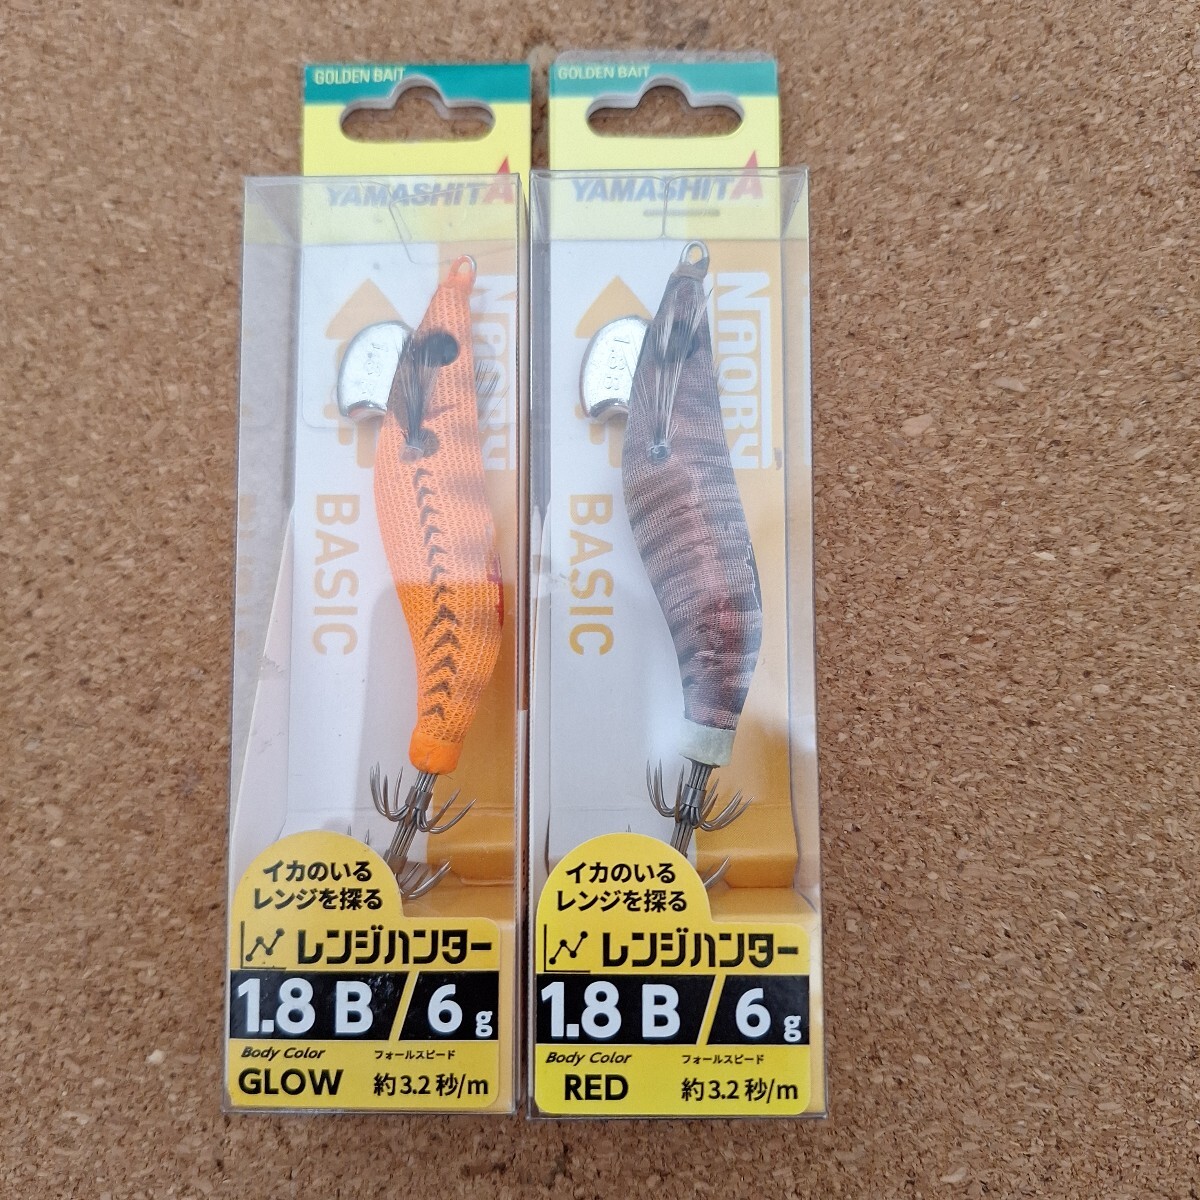 GOLDEN BAIT
YAMASHITA
NAORY
BASIC
イカのいる
レンジを探る
レンジハンター
1.8 B / 6 g
Body Color
GLOW
フォールスピード
約3.2秒/m
GOLDEN BAIT
YAMASHITA
1.8B
NAORY
BASIC
イカのいる
レンジを探る
レンジハンター
1.8 B / 6 g
Body Color
RED
フォールスピード
約3.2秒/m